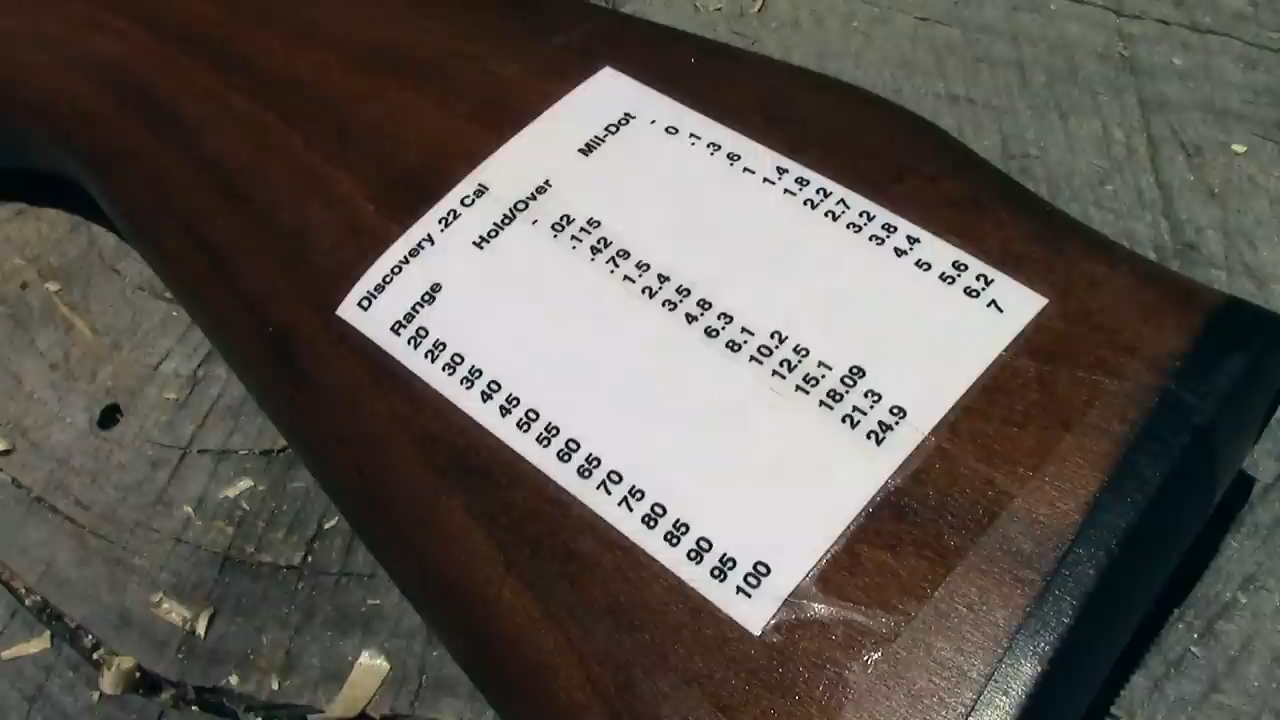 Discovery .22 Cal
Range Hold/Over Mil-Dot
20 - -
25 .02 0
30 .115 .1
35 .42 .3
40 .79 .6
45 1.5 1
50 2.4 1.4
55 3.5 1.8
60 4.8 2.2
65 6.3 2.7
70 8.1 3.2
75 10.2 3.8
80 12.5 4.4
85 15.1 5
90 18.09 5.6
95 21.3 6.2
100 24.9 7